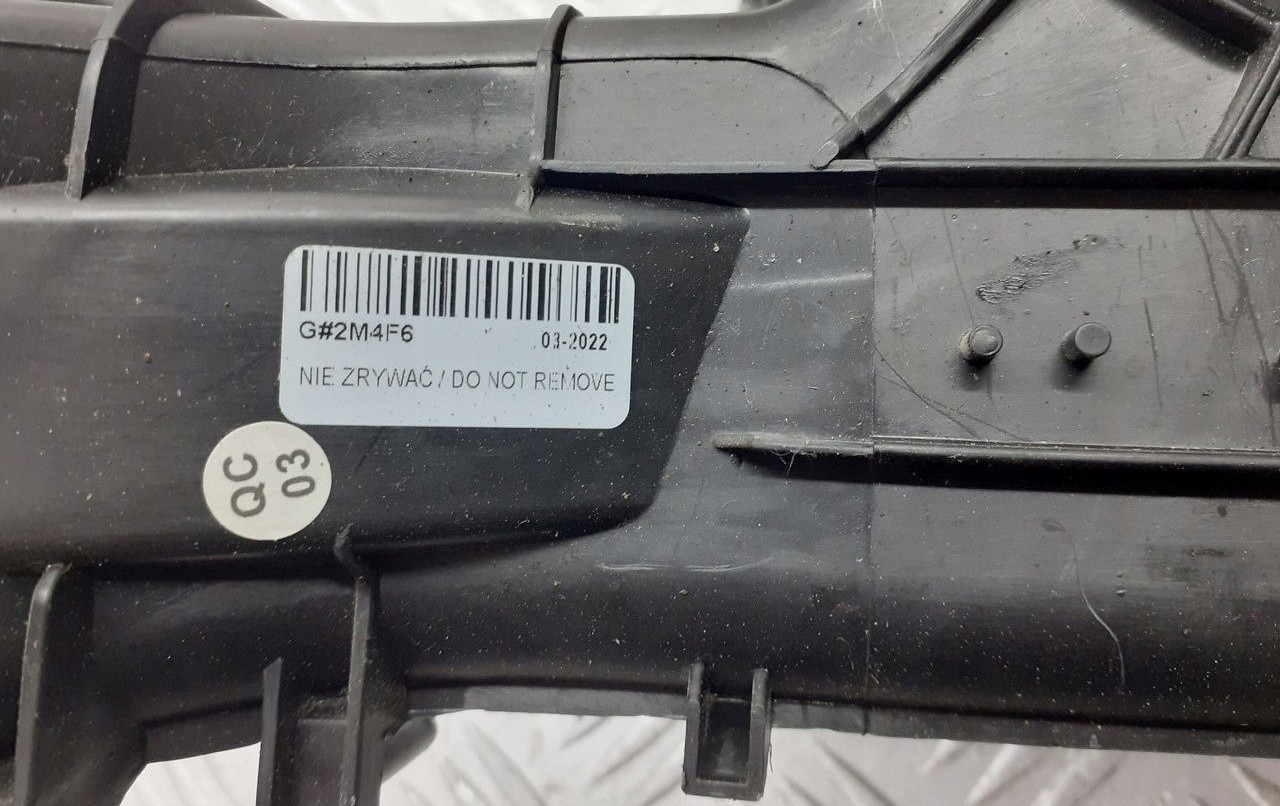 G#2M4F6 03-2022
NIE ZRYWAĆ / DO NOT REMOVE
QC
03